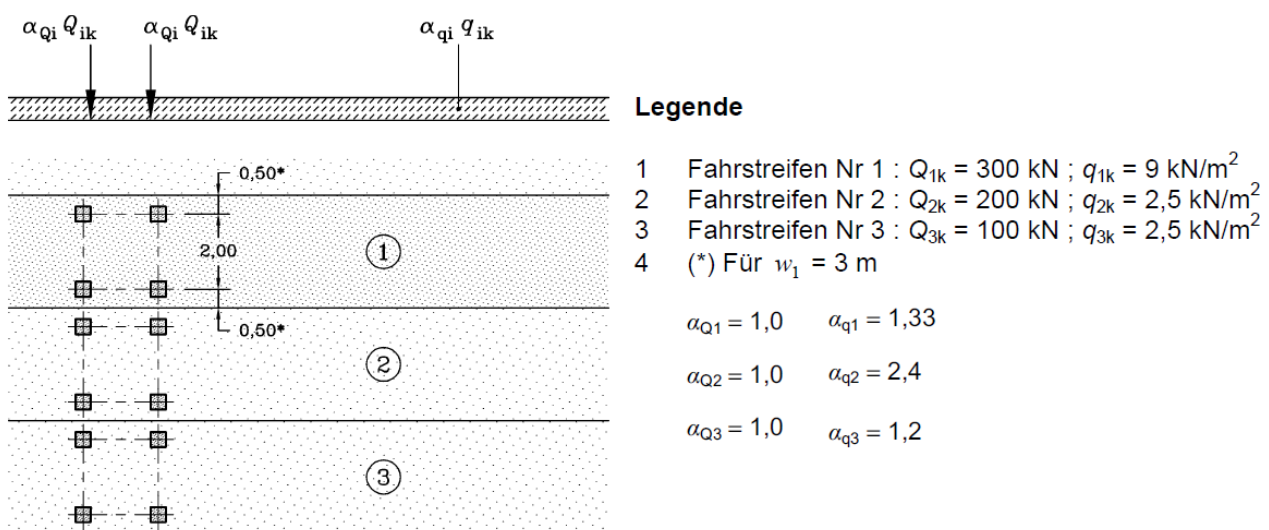 α_Qi Q_ik α_Qi Q_ik α_qi q_ik
Legende
1 Fahrstreifen Nr 1 : Q_1k = 300 kN ; q_1k = 9 kN/m²
2 Fahrstreifen Nr 2 : Q_2k = 200 kN ; q_2k = 2,5 kN/m²
3 Fahrstreifen Nr 3 : Q_3k = 100 kN ; q_3k = 2,5 kN/m²
4 (*) Für w_1 = 3 m
α_Q1 = 1,0 α_q1 = 1,33
α_Q2 = 1,0 α_q2 = 2,4
α_Q3 = 1,0 α_q3 = 1,2
0,50*
2,00
1
0,50*
2
3